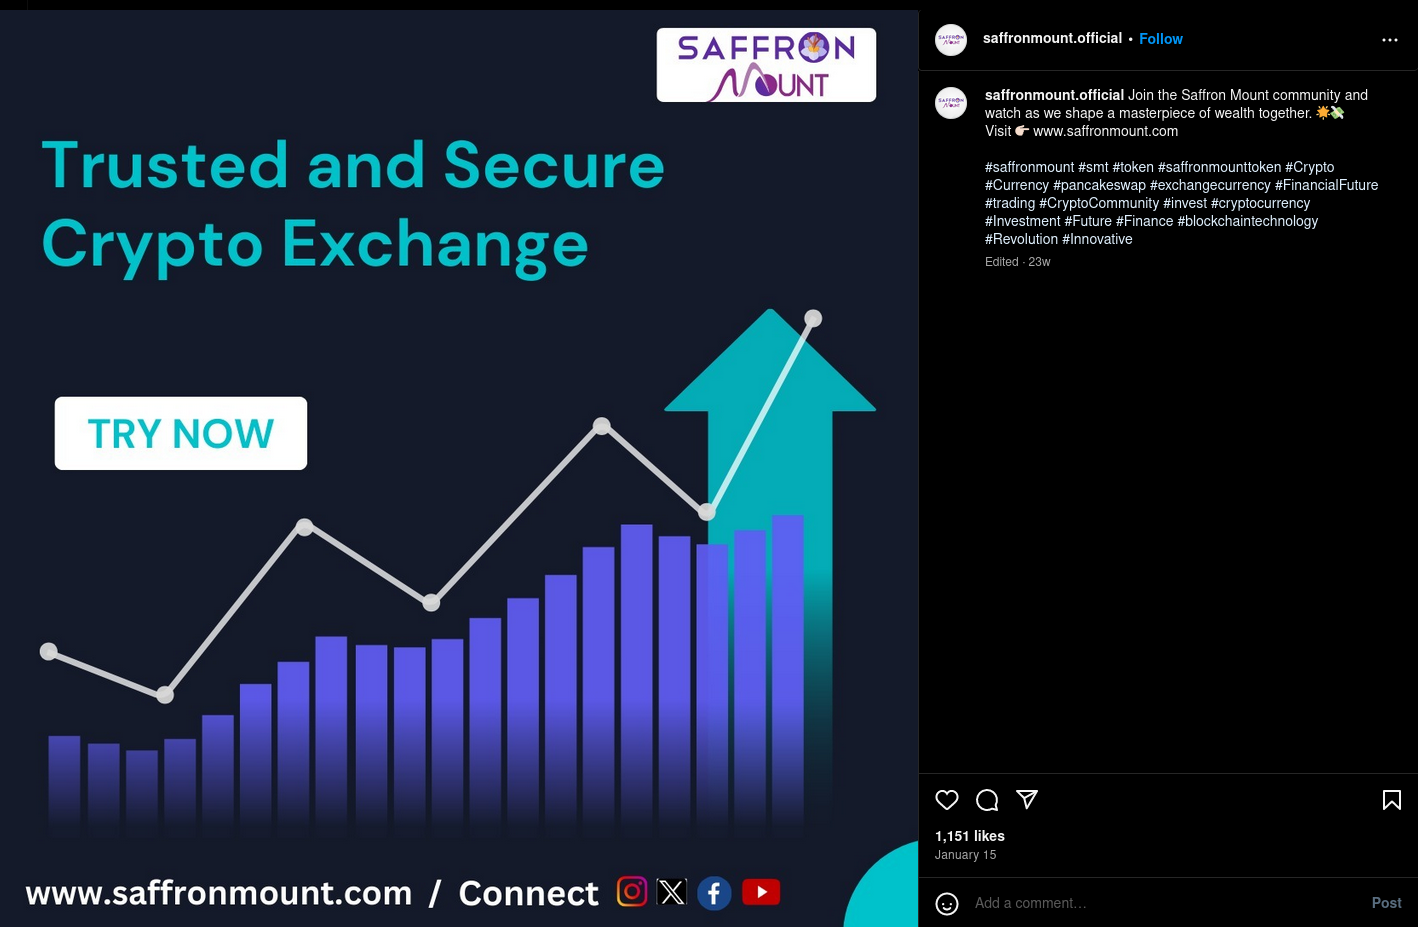 SAFFRON
MOUNT
Trusted and Secure
Crypto Exchange
TRY NOW
www.saffronmount.com / Connect
saffronmount.official • Follow
saffronmount.official Join the Saffron Mount community and
watch as we shape a masterpiece of wealth together. ☀️💸
Visit 👉🏻 www.saffronmount.com
#saffronmount #smt #token #saffronmounttoken #Crypto
#Currency #pancakeswap #exchangecurrency #FinancialFuture
#trading #CryptoCommunity #invest #cryptocurrency
#Investment #Future #Finance #blockchaintechnology
#Revolution #Innovative
Edited · 23w
1,151 likes
January 15
Add a comment...
Post